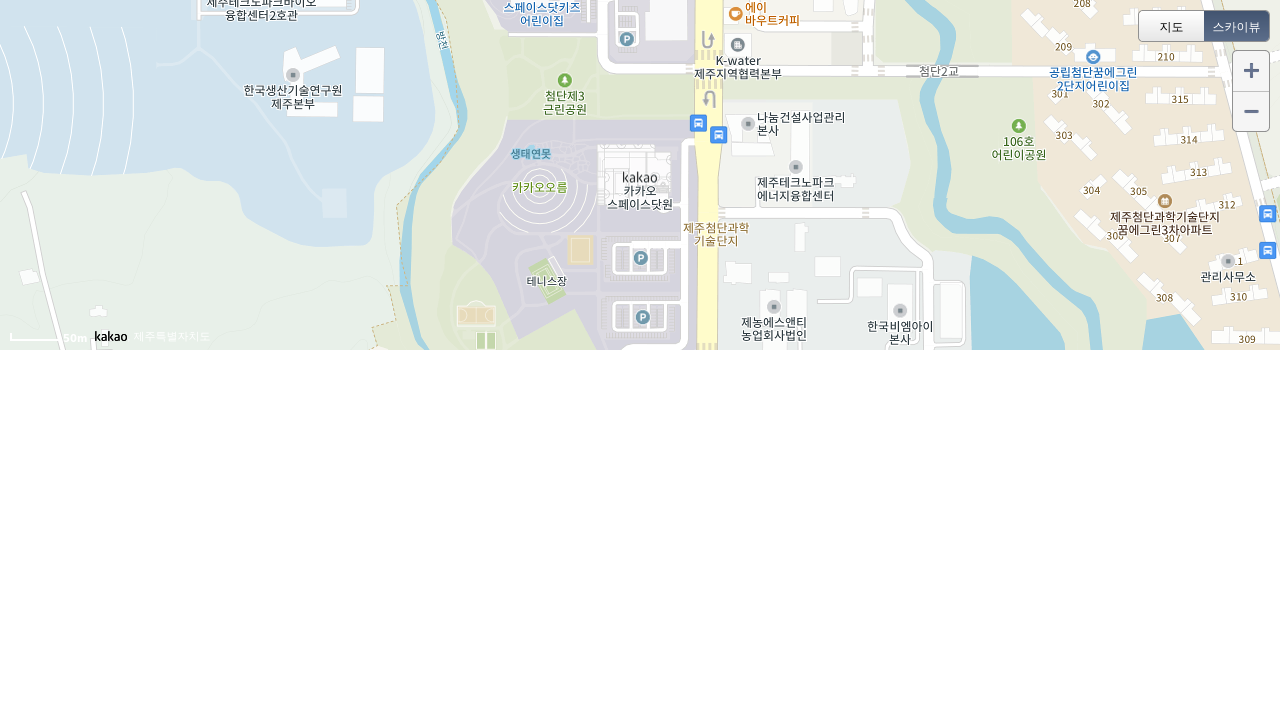 제주테크노파크바이오
융합센터2호관
스페이스닷키즈
어린이집
에이
바우트커피
208
지도
스카이뷰
방천
209
210
K-water
제주지역협력본부
첨단2교
공립첨단꿈에그린
2단지어린이집
한국생산기술연구원
제주본부
첨단제3
근린공원
301
302
315
나눔건설사업관리
본사
303
314
106호
어린이공원
생태연못
313
kakao
카카오
스페이스닷원
카카오오름
제주테크노파크
에너지융합센터
304
305
312
제주첨단과학기술단지
꿈에그린3차아파트
306
307
제주첨단과학
기술단지
P
테니스장
관리사무소
308
310
제농에스앤티
농업회사법인
한국비엠아이
본사
309
50m
kakao
제주특별자치도